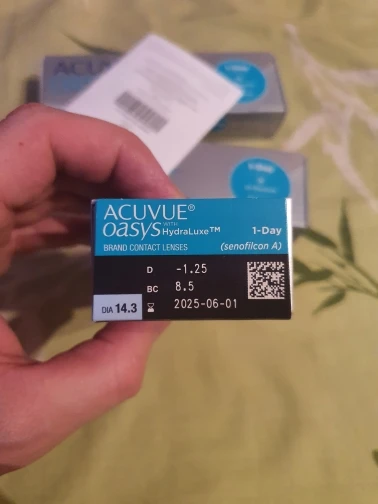 ACUVUE
ACUVUE®
oasys WITH HydraLuxe™ 1-Day
BRAND CONTACT LENSES (senofilcon A)
D -1.25
BC 8.5
DIA 14.3 2025-06-01